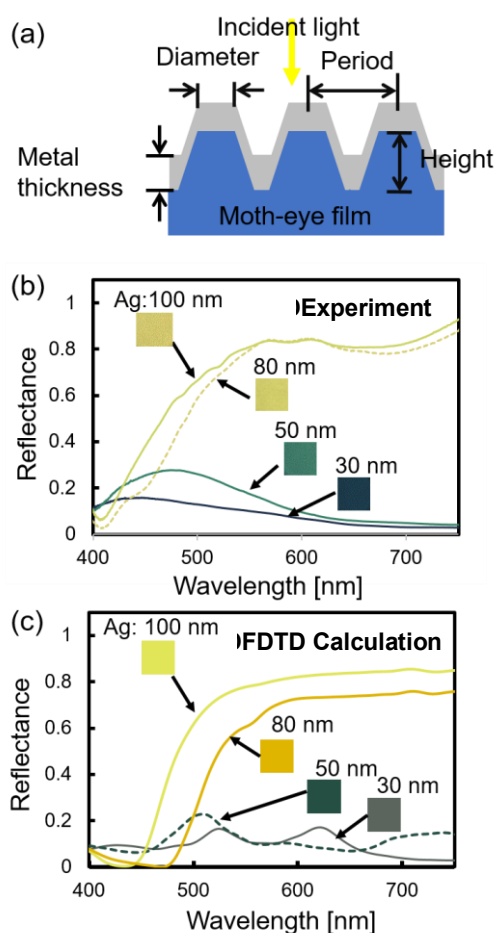 (a)
Incident light
Diameter
Period
Metal
thickness
Height
Moth-eye film
(b)
Ag:100 nm
Experiment
80 nm
50 nm
30 nm
Reflectance
1
0.8
0.6
0.4
0.2
0
400
500
600
700
Wavelength [nm]
(c)
Ag: 100 nm
FDTD Calculation
80 nm
50 nm
30 nm
Reflectance
1
0.8
0.6
0.4
0.2
0
400
500
600
700
Wavelength [nm]